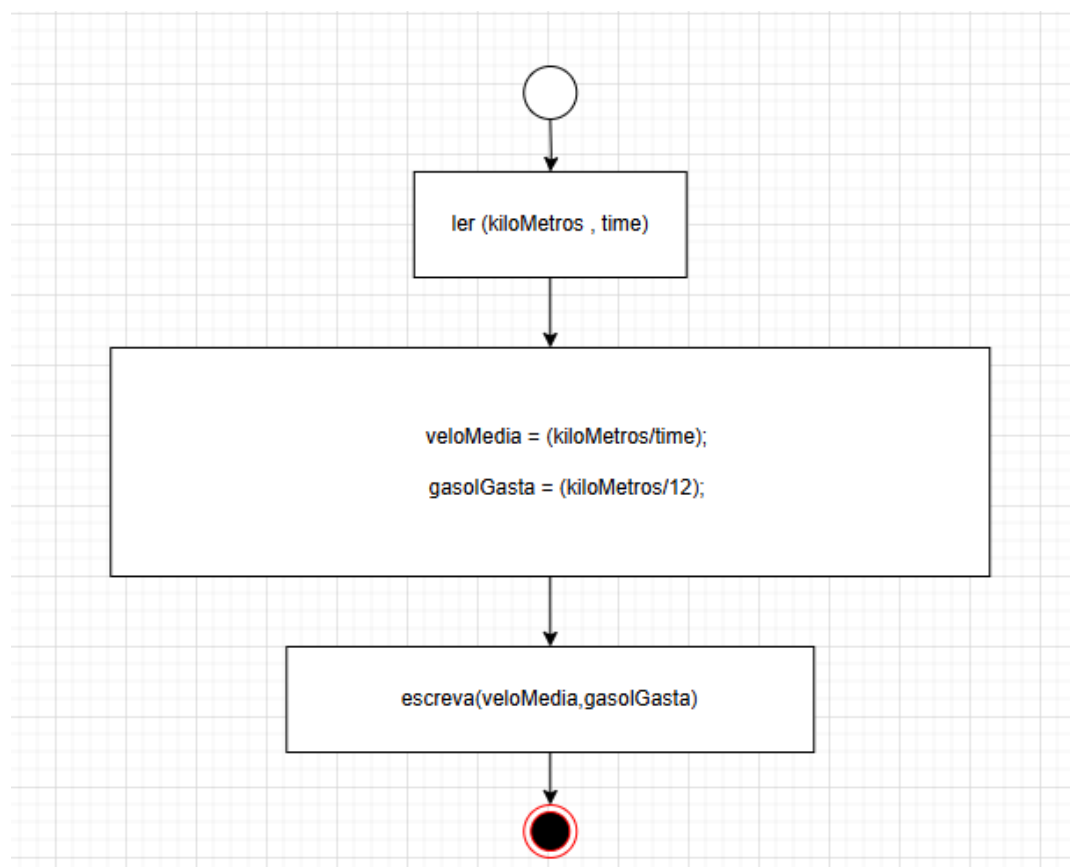 ler (kiloMetros , time)
veloMedia = (kiloMetros/time);
gasolGasta = (kiloMetros/12);
escreva(veloMedia,gasolGasta)